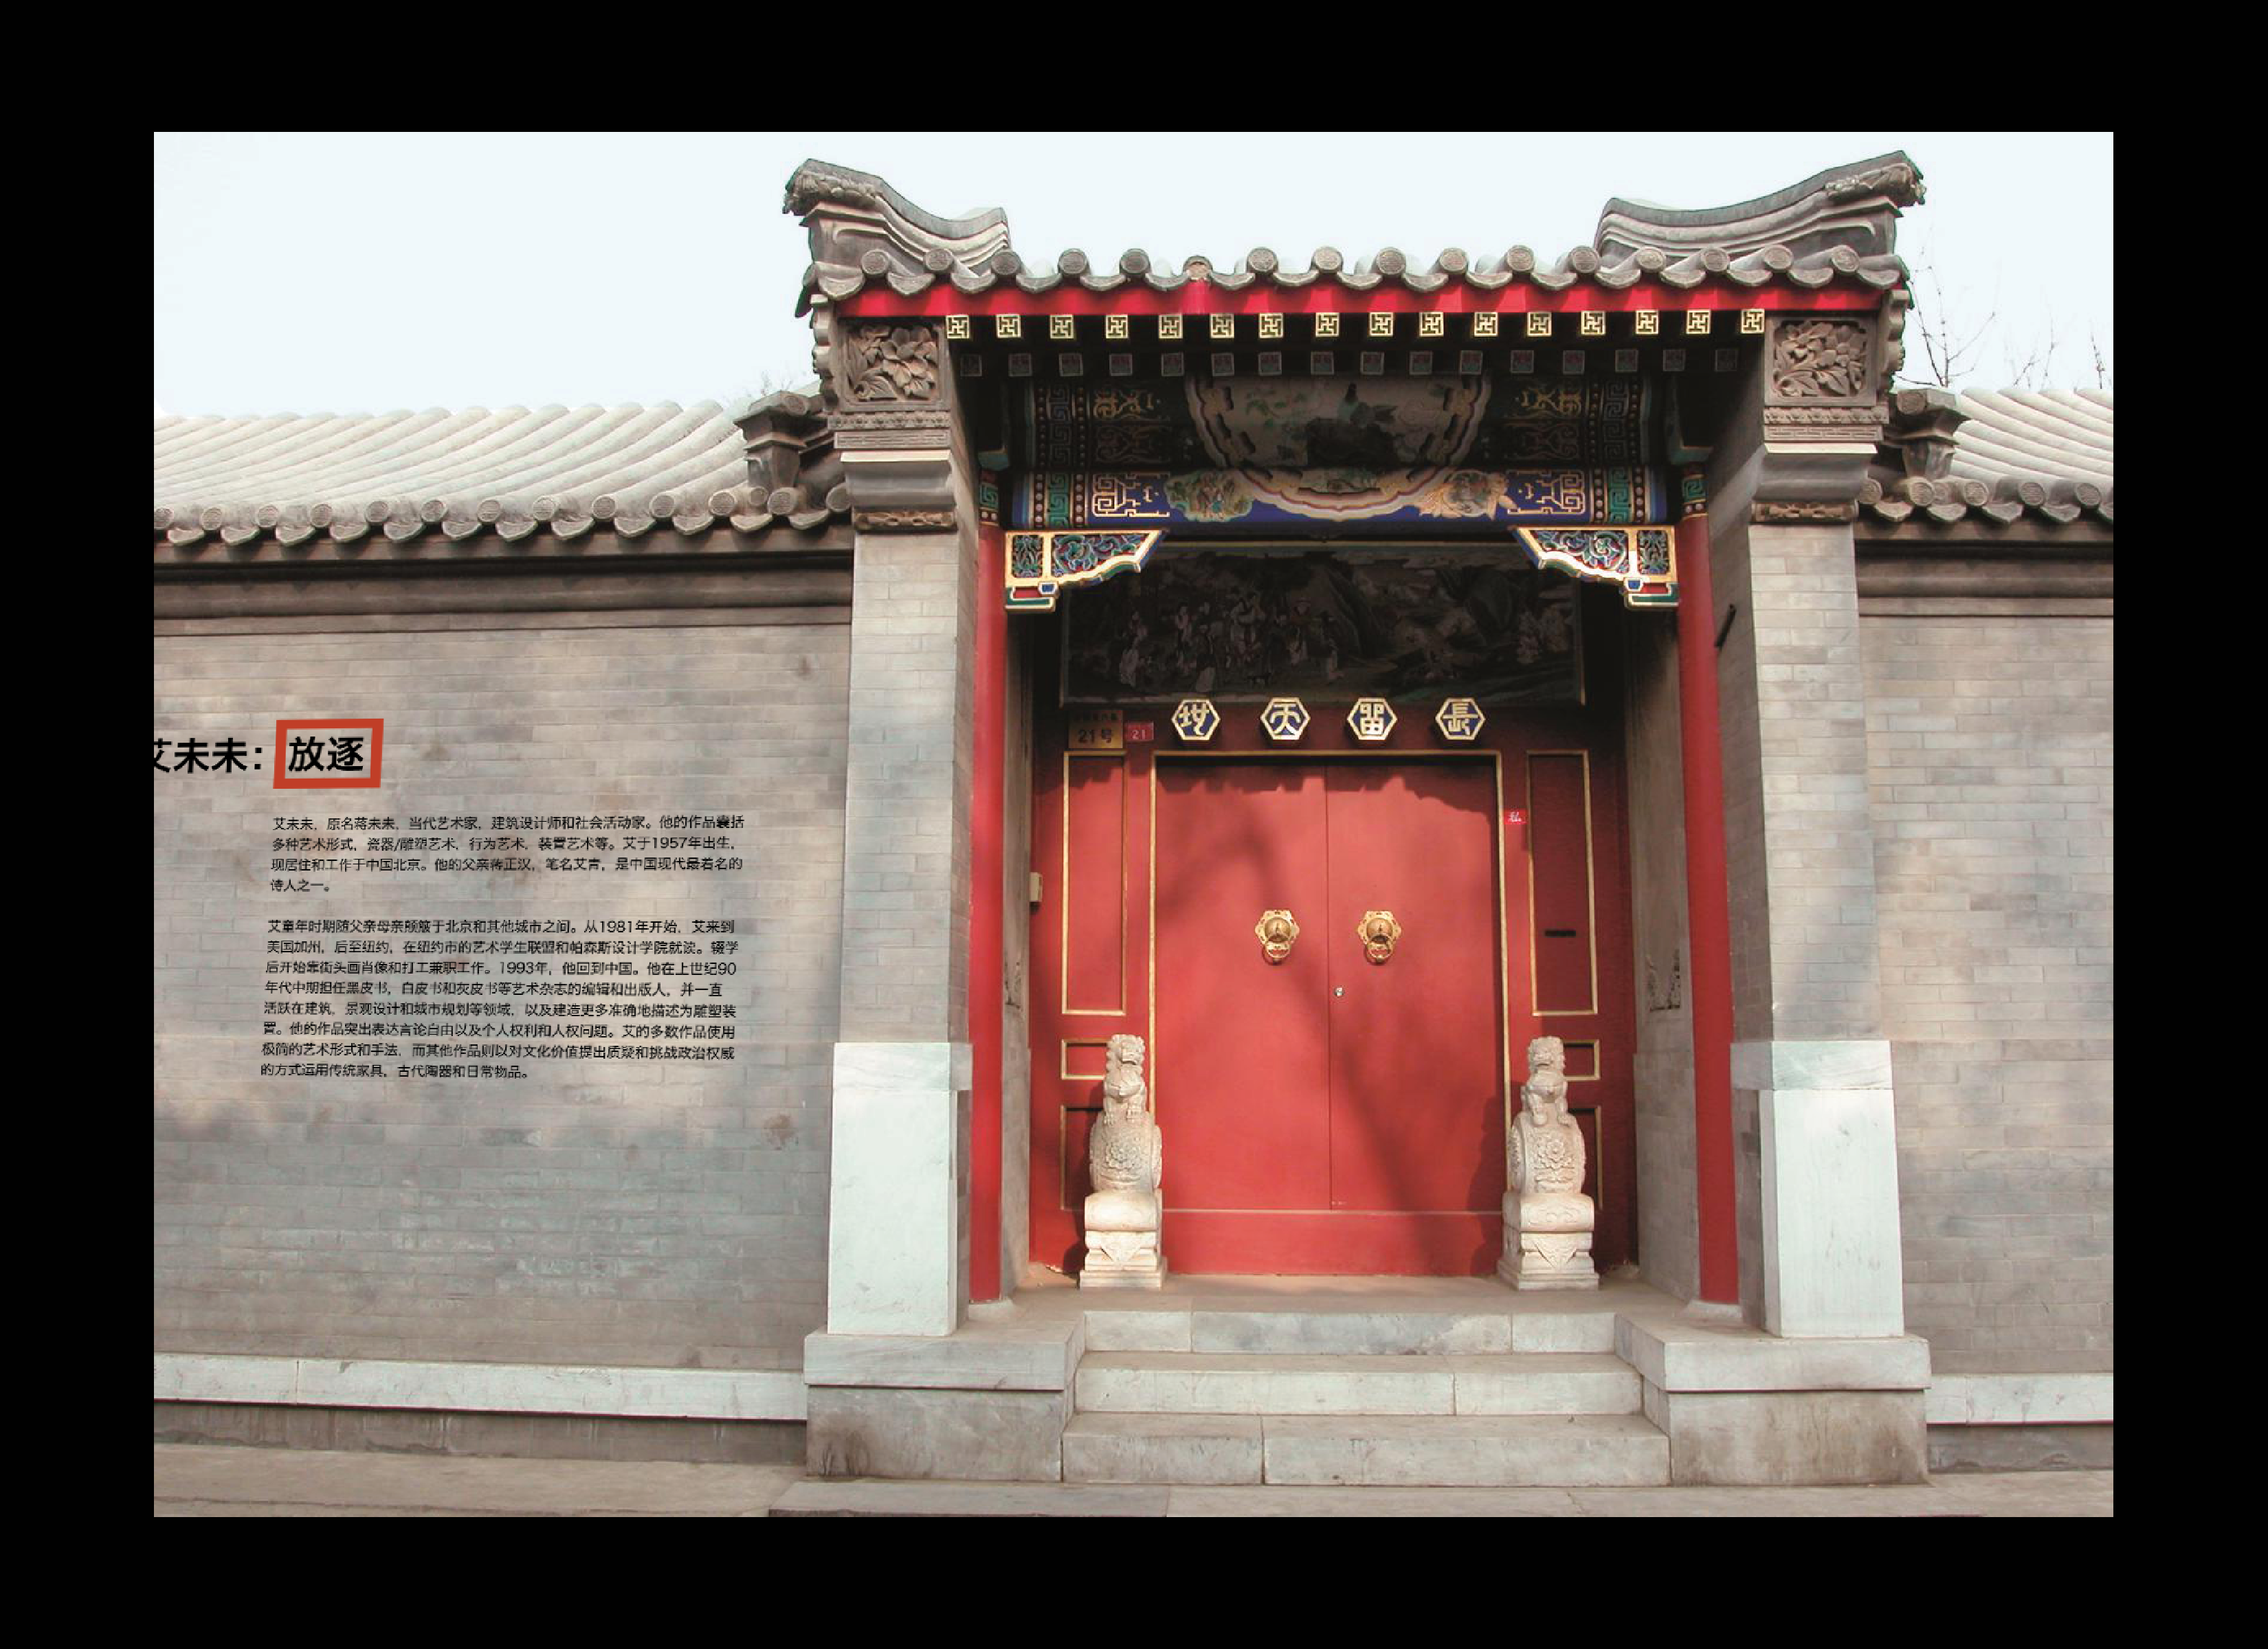 艾未未：放逐
艾未未，原名蒋未未，当代艺术家，建筑设计师和社会活动家。他的作品囊括
多种艺术形式，瓷器/雕塑艺术、行为艺术、装置艺术等。艾于1957年出生，
现居住和工作于中国北京。他的父亲蒋正汉，笔名艾青，是中国现代最着名的
诗人之一。
艾童年时期随父亲母亲颠簸于北京和其他城市之间。从1981年开始，艾来到
美国加州，后至纽约，在纽约市的艺术学生联盟和帕森斯设计学院就读。辍学
后开始靠街头画肖像和打工兼职工作。1993年，他回到中国。他在上世纪90
年代中期担任黑皮书，白皮书和灰皮书等艺术杂志的编辑和出版人，并一直
活跃在建筑，景观设计和城市规划等领域，以及建造更多准确地描述为雕塑装
置。他的作品突出表达言论自由以及个人权利和人权问题。艾的多数作品使用
极简的艺术形式和手法，而其他作品则以对文化价值提出质疑和挑战政治权威
的方式运用传统家具，古代陶器和日常物品。
天留長
21号
21
私